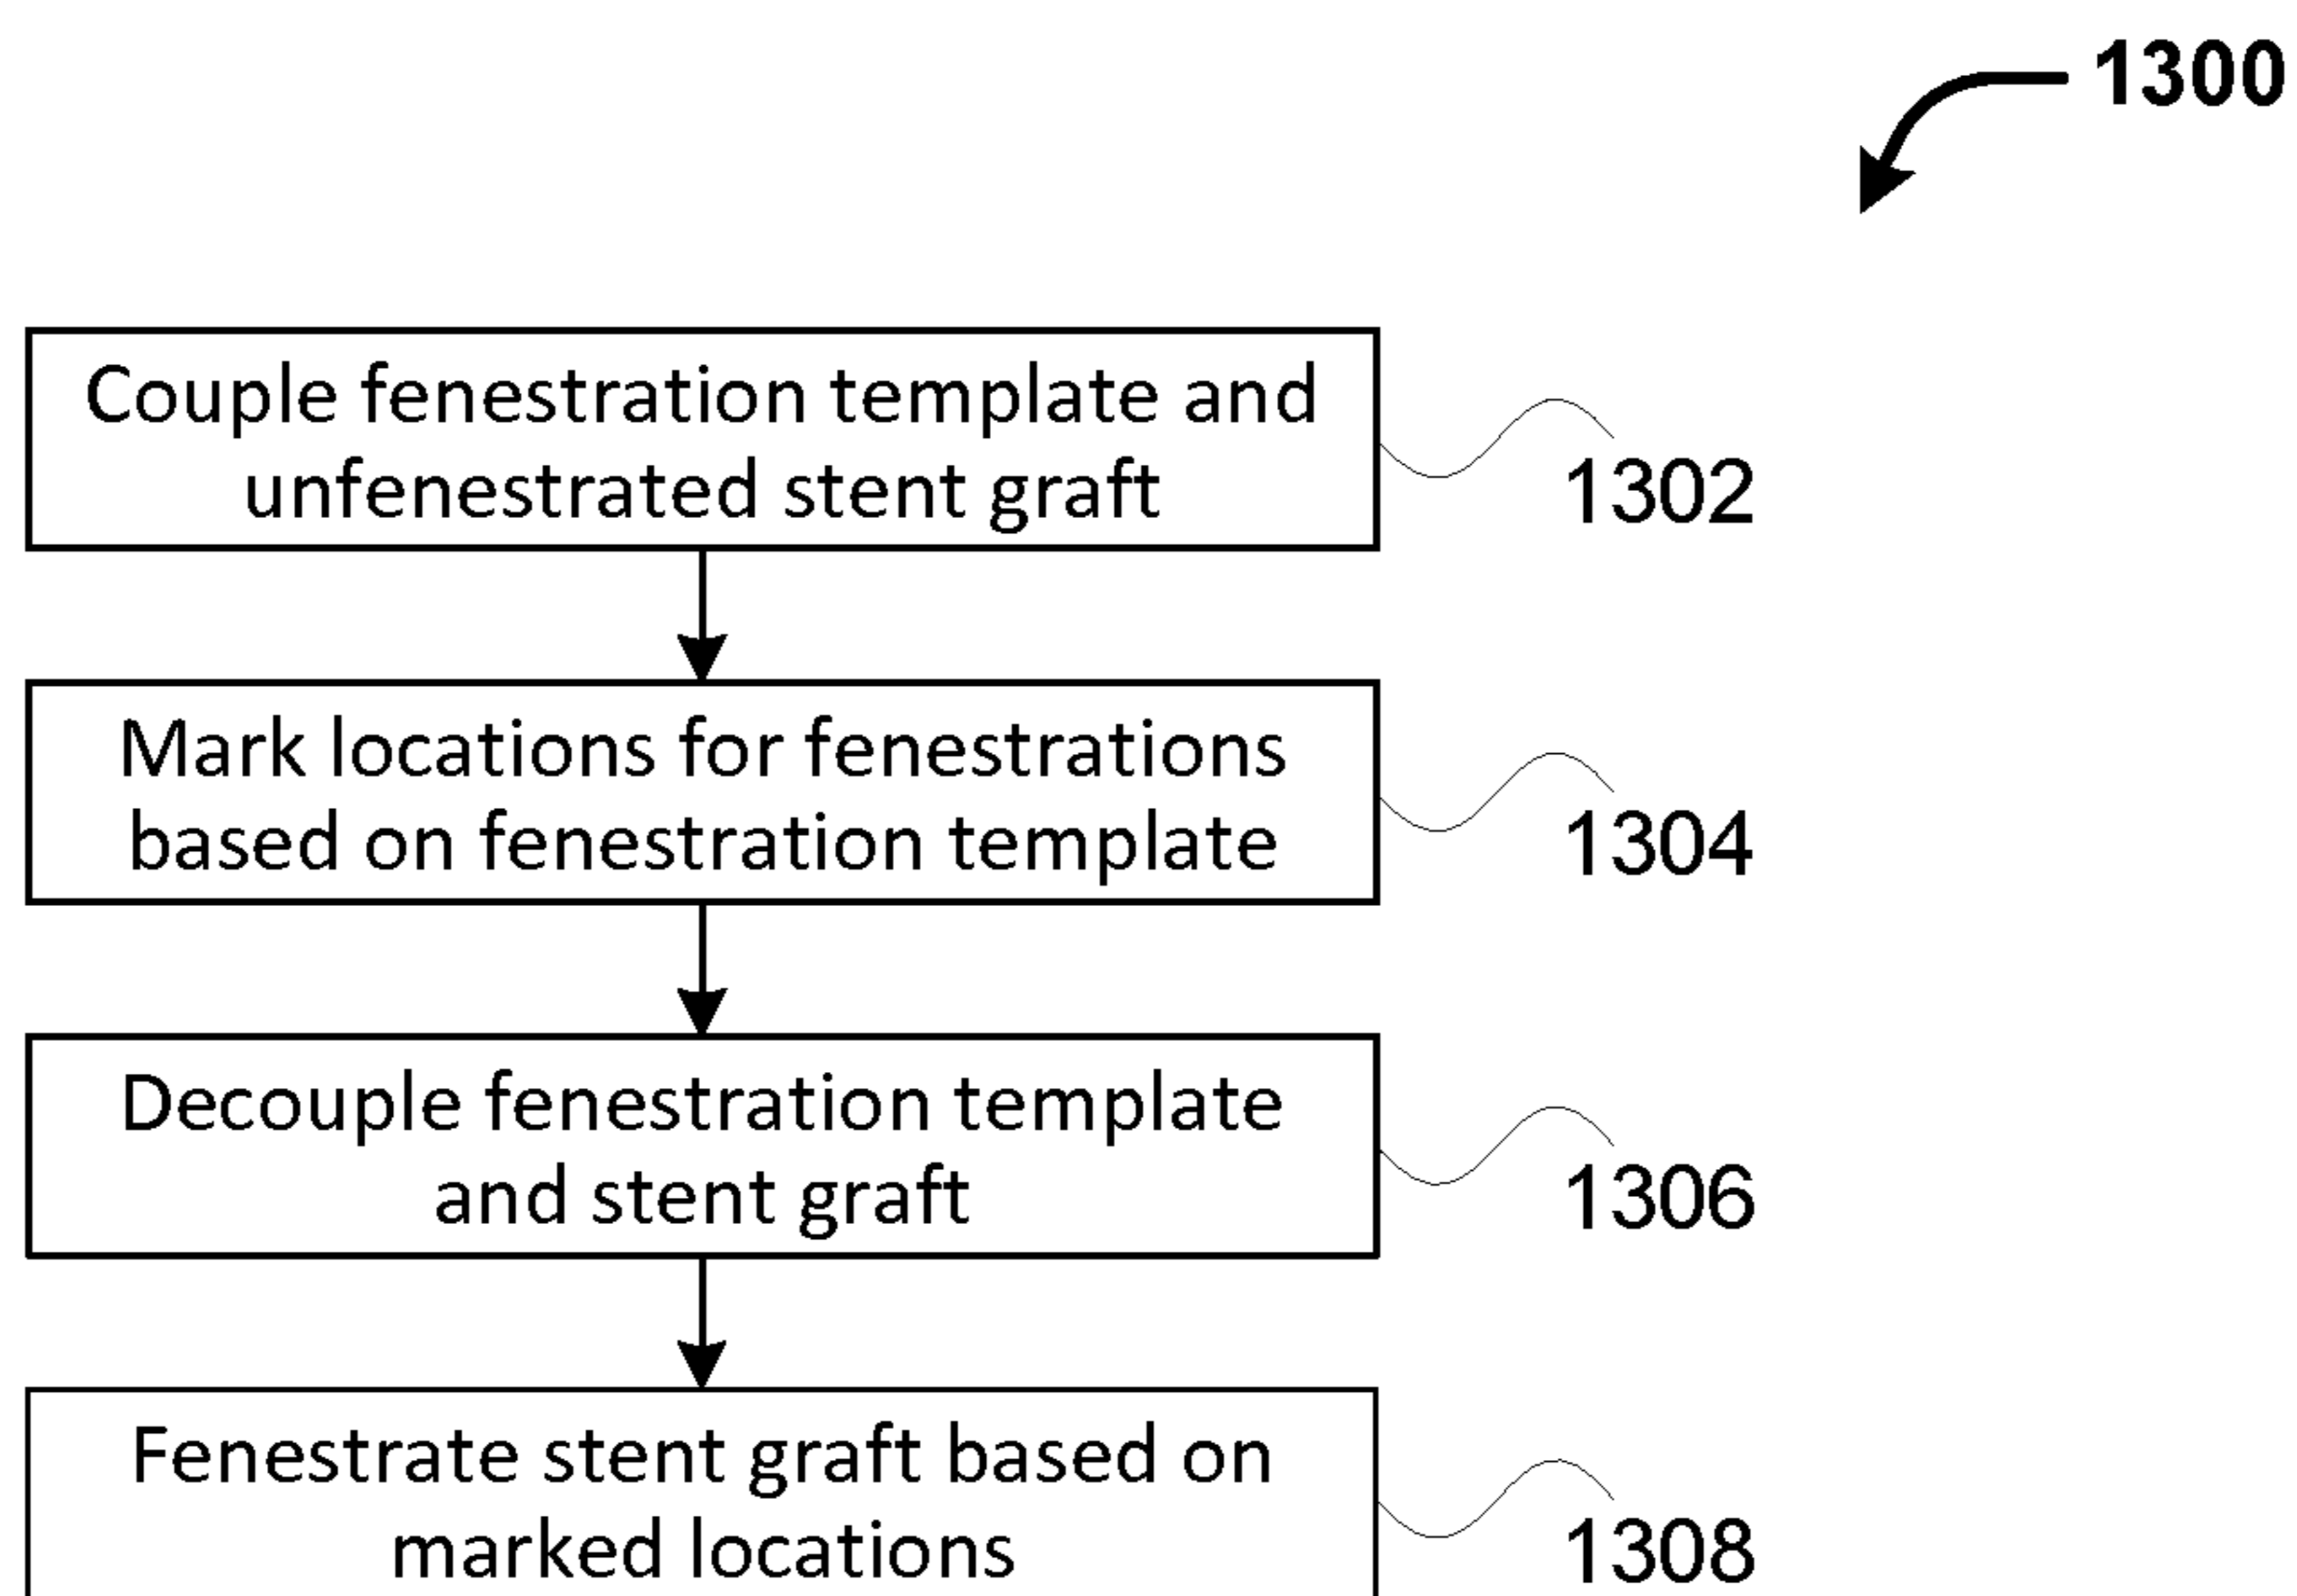 1300
Couple fenestration template and
unfenestrated stent graft
1302
Mark locations for fenestrations
based on fenestration template
1304
Decouple fenestration template
and stent graft
1306
Fenestrate stent graft based on
marked locations
1308